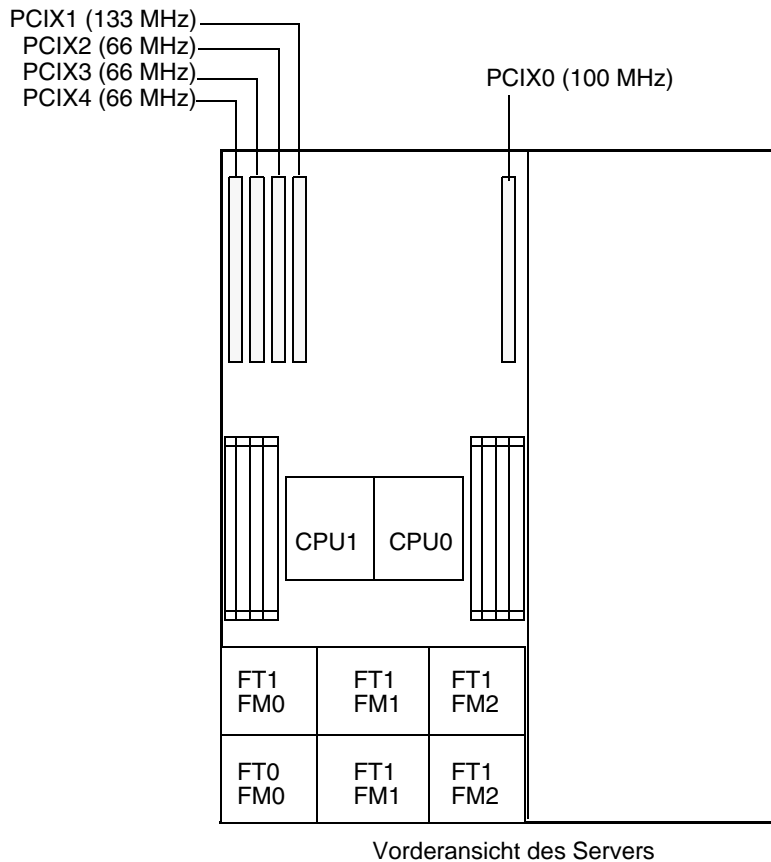 PCIX1 (133 MHz)
PCIX2 (66 MHz)
PCIX3 (66 MHz)
PCIX4 (66 MHz)
PCIX0 (100 MHz)
CPU1
CPU0
FT1
FM0
FT1
FM1
FT1
FM2
FT0
FM0
FT1
FM1
FT1
FM2
Vorderansicht des Servers